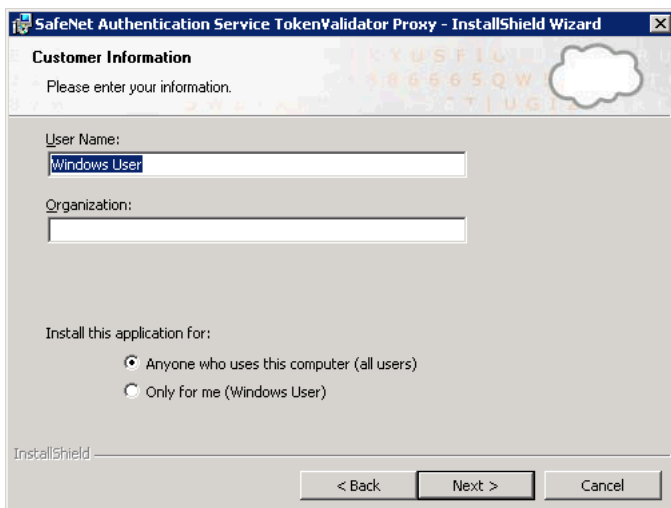 SafeNet Authentication Service TokenValidator Proxy - InstallShield Wizard
Customer Information
Please enter your information.
User Name:
Windows User
Organization:
Install this application for:
Anyone who uses this computer (all users)
Only for me (Windows User)
InstallShield
< Back
Next >
Cancel